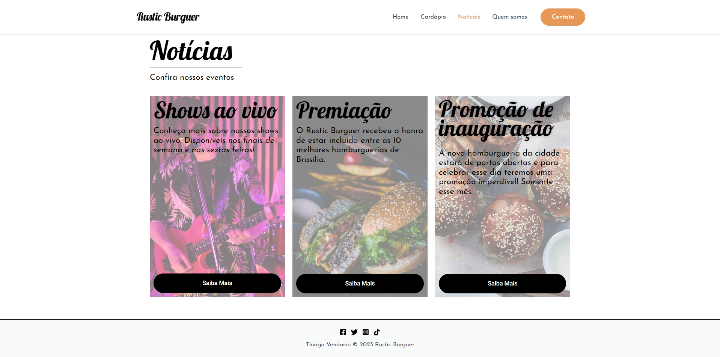 Rustic Burguer
Home Cardápio Notícias Quem somos Contato
Notícias
Confira nossos eventos
Shows ao vivo
Conheça mais sobre nossos shows
ao vivo. Disponíveis nos finais de
semana e nas sextas feiras!
Saiba Mais
Premiação
O Rustic Burguer recebeu a honra
de estar incluída entre as 10
melhores hamburguerias de
Brasília.
Saiba Mais
Promoção de
inauguração
A nova hamburgueria da cidade
estará de portas abertas e para
celebrar esse dia teremos uma
promoção imperdível! Somente
esse mês.
Saiba Mais
Thiago Venâncio © 2023 Rustic Burguer